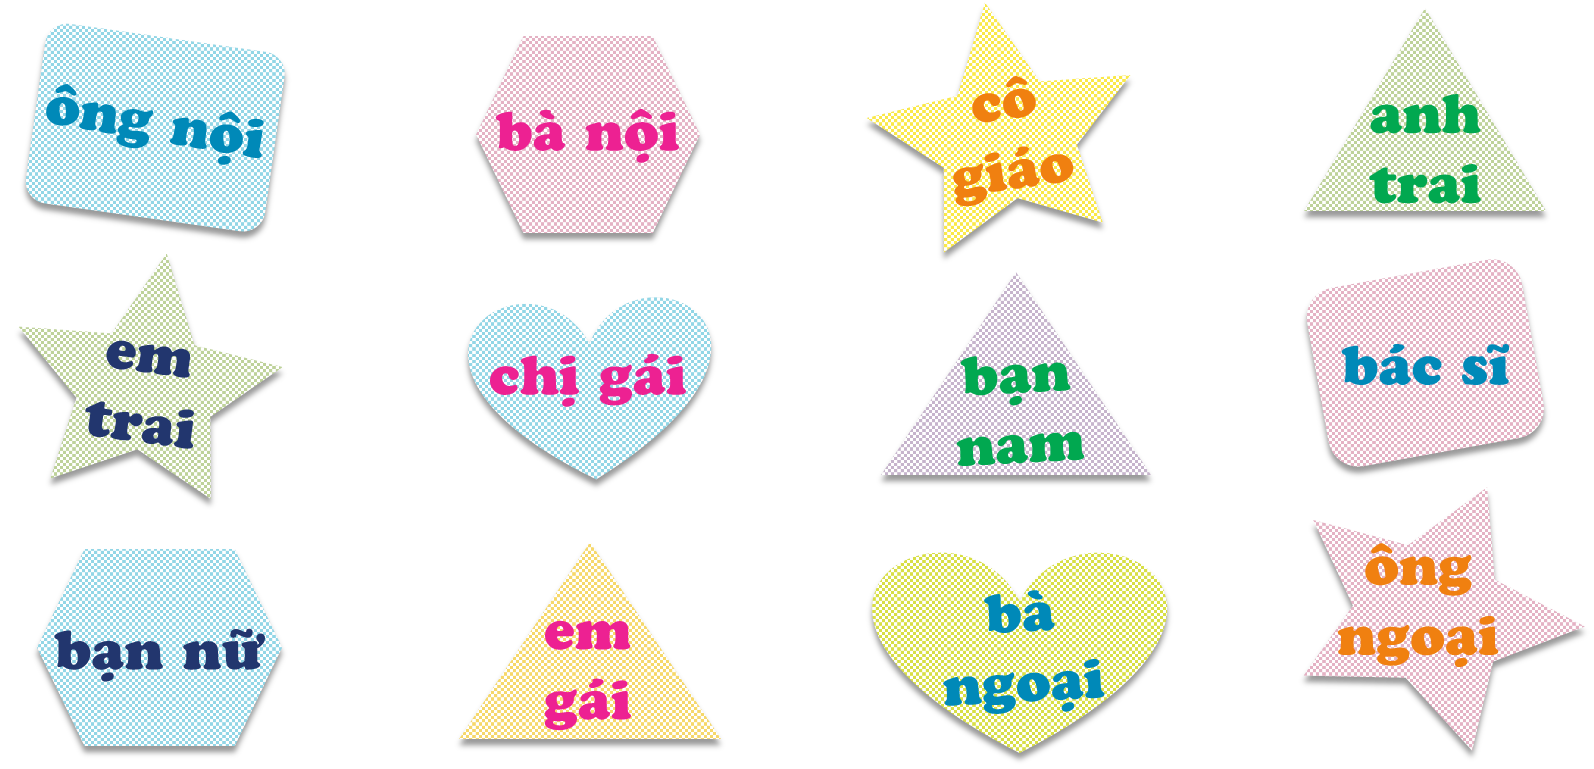 ông nội
bà nội
cô
giáo
anh
trai
em
trai
chị gái
bạn
nam
bác sĩ
bạn nữ
em
gái
bà
ngoại
ông
ngoại